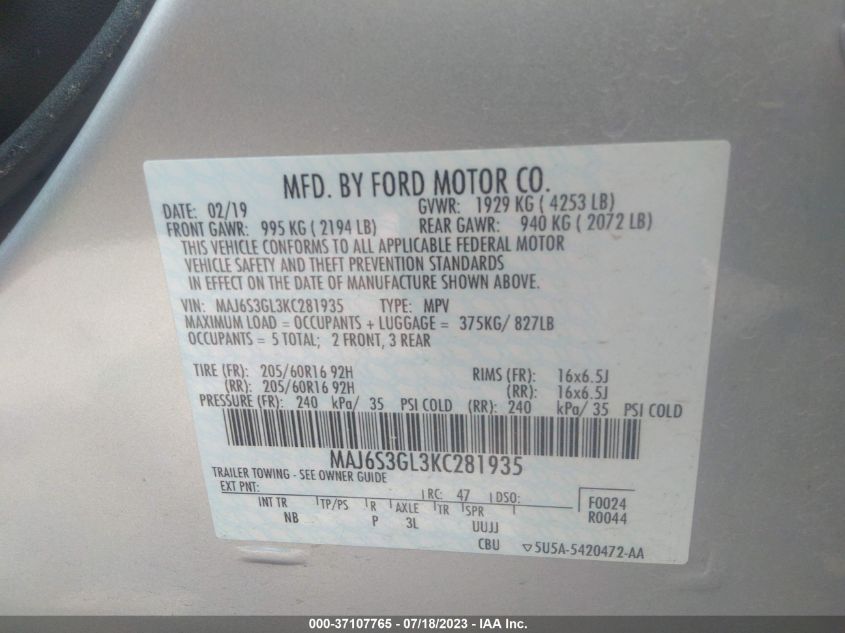 MFD. BY FORD MOTOR CO.
DATE: 02/19 GVWR: 1929 KG ( 4253 LB)
FRONT GAWR: 995 KG ( 2194 LB) REAR GAWR: 940 KG ( 2072 LB)
THIS VEHICLE CONFORMS TO ALL APPLICABLE FEDERAL MOTOR
VEHICLE SAFETY AND THEFT PREVENTION STANDARDS
IN EFFECT ON THE DATE OF MANUFACTURE SHOWN ABOVE.
VIN: MAJ6S3GL3KC281935 TYPE: MPV
MAXIMUM LOAD = OCCUPANTS + LUGGAGE = 375KG/ 827LB
OCCUPANTS = 5 TOTAL; 2 FRONT, 3 REAR
TIRE (FR): 205/60R16 92H RIMS (FR): 16x6.5J
(RR): 205/60R16 92H (RR): 16x6.5J
PRESSURE (FR): 240 kPa/ 35 PSI COLD (RR): 240 kPa/ 35 PSI COLD
MAJ6S3GL3KC281935
TRAILER TOWING - SEE OWNER GUIDE
EXT PNT: RC: 47 DSO: F0024
INT TR TP/PS R AXLE TR SPR R0044
NB P 3L UUJJ
CBU ▽5U5A-5420472-AA
000-37107765 - 07/18/2023 - IAA Inc.